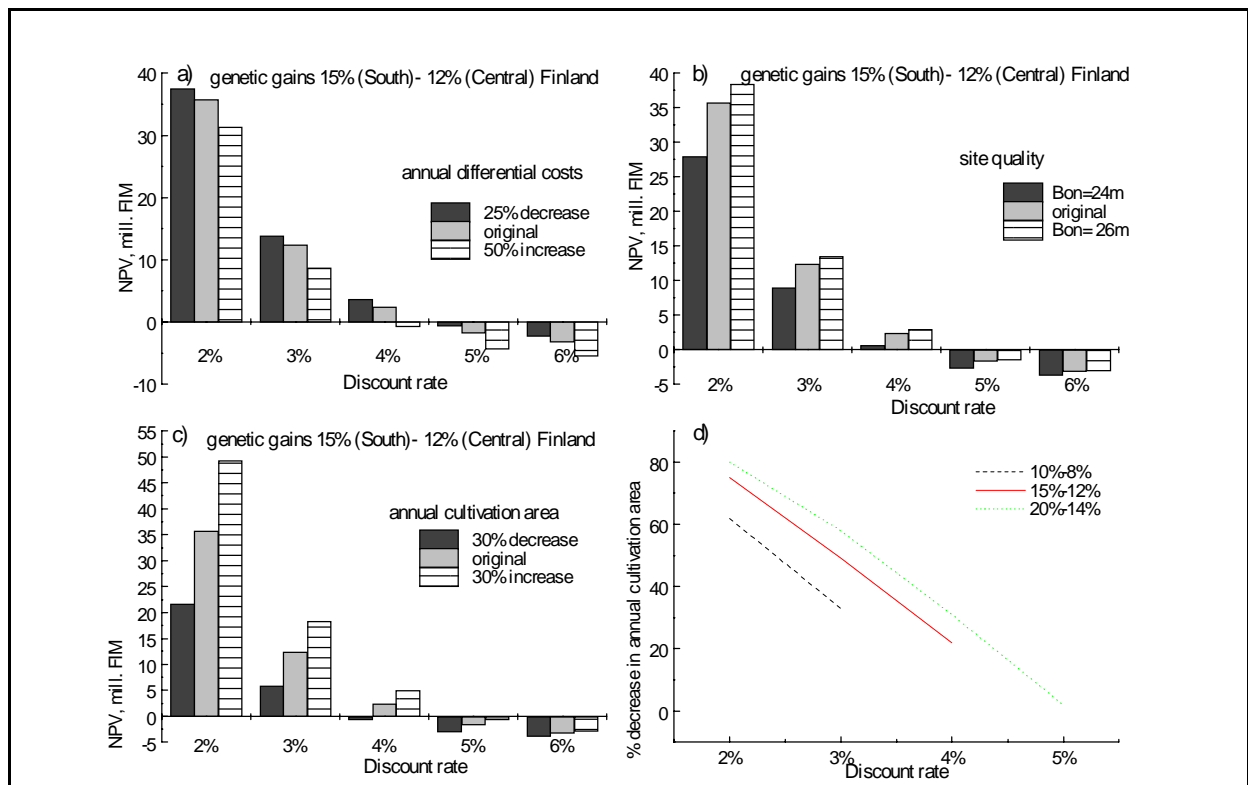 a) genetic gains 15% (South)- 12% (Central) Finland
NPV, mill. FIM
40
30
20
10
0
-10
annual differential costs
25% decrease
original
50% increase
2% 3% 4% 5% 6%
Discount rate
b) genetic gains 15% (South)- 12% (Central) Finland
NPV, mill. FIM
40
35
30
25
20
15
10
5
0
-5
site quality
Bon=24m
original
Bon= 26m
2% 3% 4% 5% 6%
Discount rate
c) genetic gains 15% (South)- 12% (Central) Finland
NPV, mill. FIM
55
50
45
40
35
30
25
20
15
10
5
0
-5
annual cultivation area
30% decrease
original
30% increase
2% 3% 4% 5% 6%
Discount rate
d)
% decrease in annual cultivation area
80
60
40
20
0
10%-8%
15%-12%
20%-14%
2% 3% 4% 5%
Discount rate